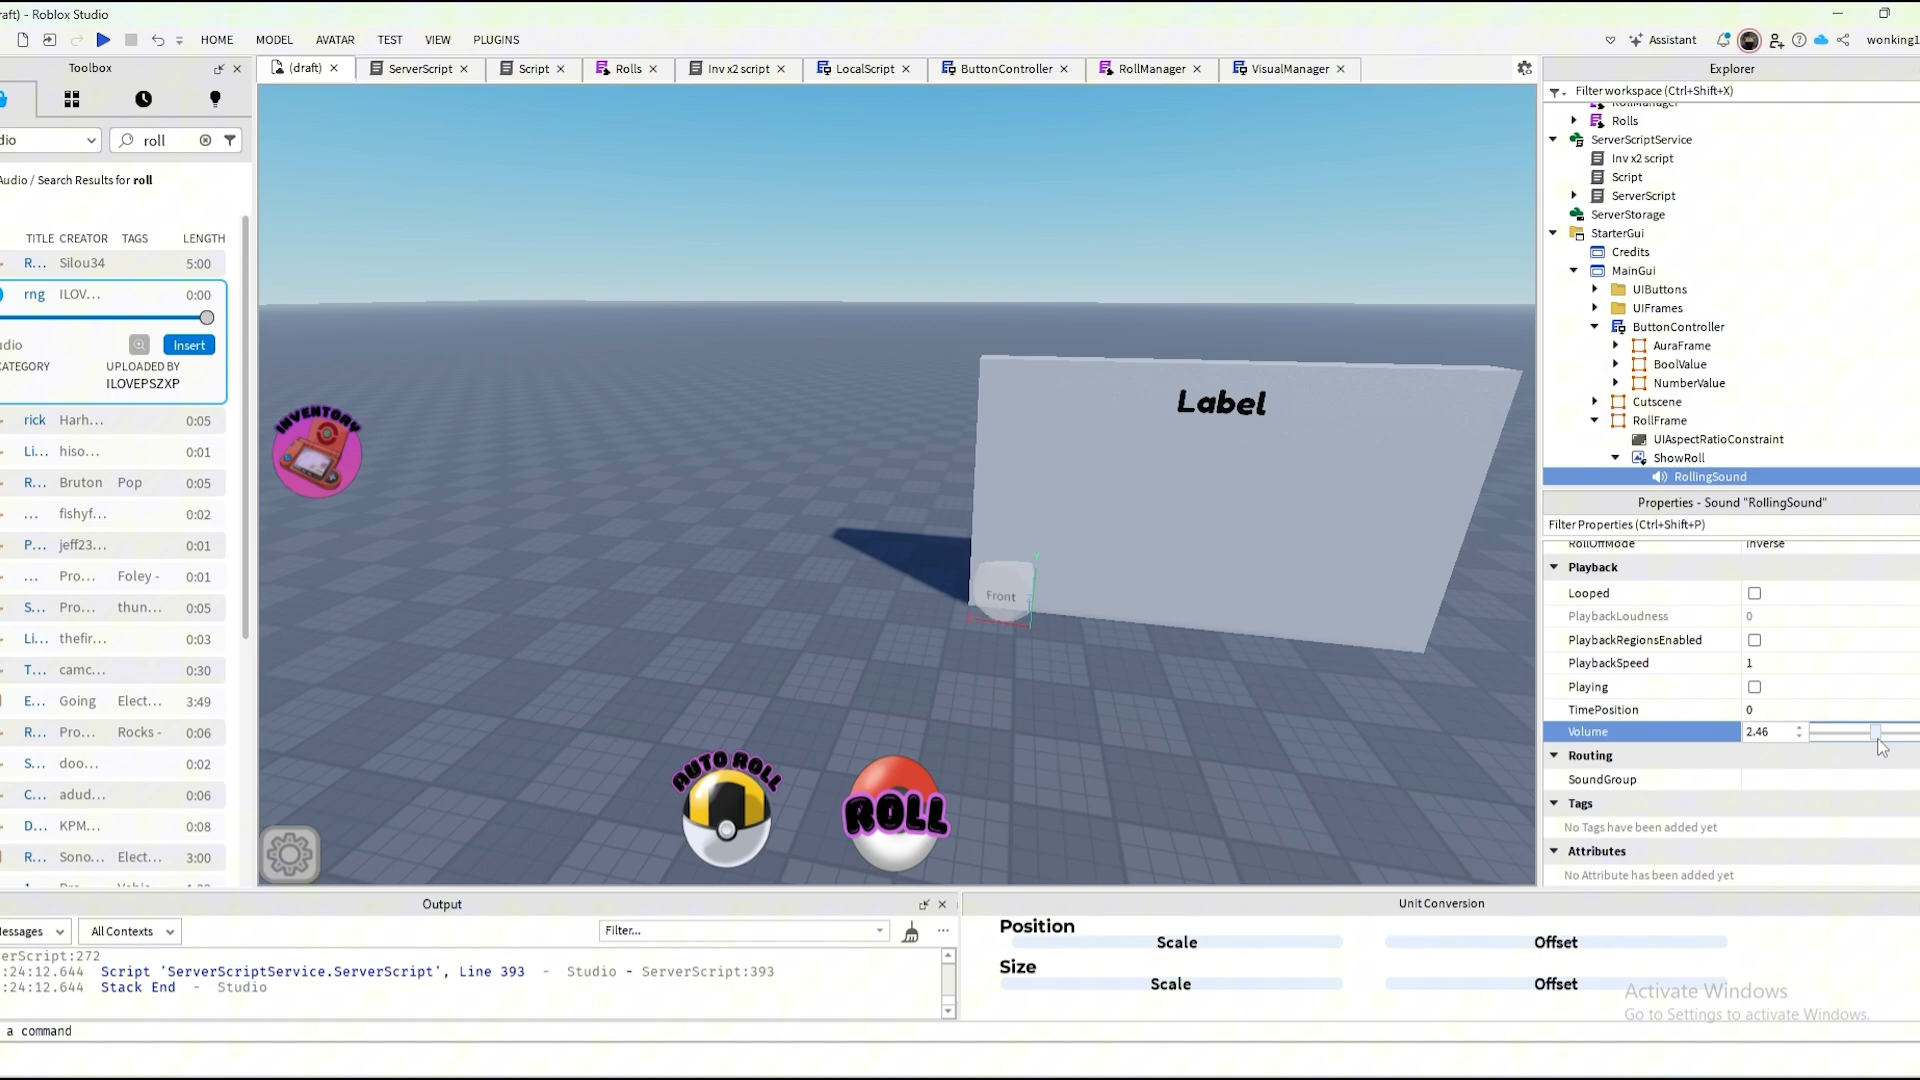 raft) - Roblox Studio
HOME MODEL AVATAR TEST VIEW PLUGINS
Assistant
wonking1
Toolbox
(draft)
ServerScript
Script
Rolls
Inv x2 script
LocalScript
ButtonController
RollManager
VisualManager
Explorer
Filter workspace (Ctrl+Shift+X)
dio
roll
Audio / Search Results for roll
TITLE CREATOR TAGS LENGTH
R... Silou34 5:00
rng ILOV... 0:00
dio
Insert
CATEGORY UPLOADED BY
ILOVEPSZXP
rick Harh... 0:05
Li... hiso... 0:01
R... Bruton Pop 0:05
... fishyf... 0:02
P... jeff23... 0:01
... Pro... Foley - 0:01
S... Pro... thun... 0:05
Li... thefir... 0:03
T... camc... 0:30
E... Going Elect... 3:49
R... Pro... Rocks - 0:06
S... doo... 0:02
C... adud... 0:06
D... KPM... 0:08
R... Sono... Elect... 3:00
INVENTORY
Label
Front
AUTO ROLL
ROLL
RollManager
Rolls
ServerScriptService
Inv x2 script
Script
ServerScript
ServerStorage
StarterGui
Credits
MainGui
UIButtons
UIFrames
ButtonController
AuraFrame
BoolValue
NumberValue
Cutscene
RollFrame
UIAspectRatioConstraint
ShowRoll
RollingSound
Properties - Sound "RollingSound"
Filter Properties (Ctrl+Shift+P)
RollOffMode Inverse
Playback
Looped
PlaybackLoudness 0
PlaybackRegionsEnabled
PlaybackSpeed 1
Playing
TimePosition 0
Volume 2.46
Routing
SoundGroup
Tags
No Tags have been added yet
Attributes
No Attribute has been added yet
Output
essages
All Contexts
Filter...
erScript:272
:24:12.644 Script 'ServerScriptService.ServerScript', Line 393 - Studio - ServerScript:393
:24:12.644 Stack End - Studio
a command
Unit Conversion
Position
Scale Offset
Size
Scale Offset
Activate Windows
Go to Settings to activate Windows.